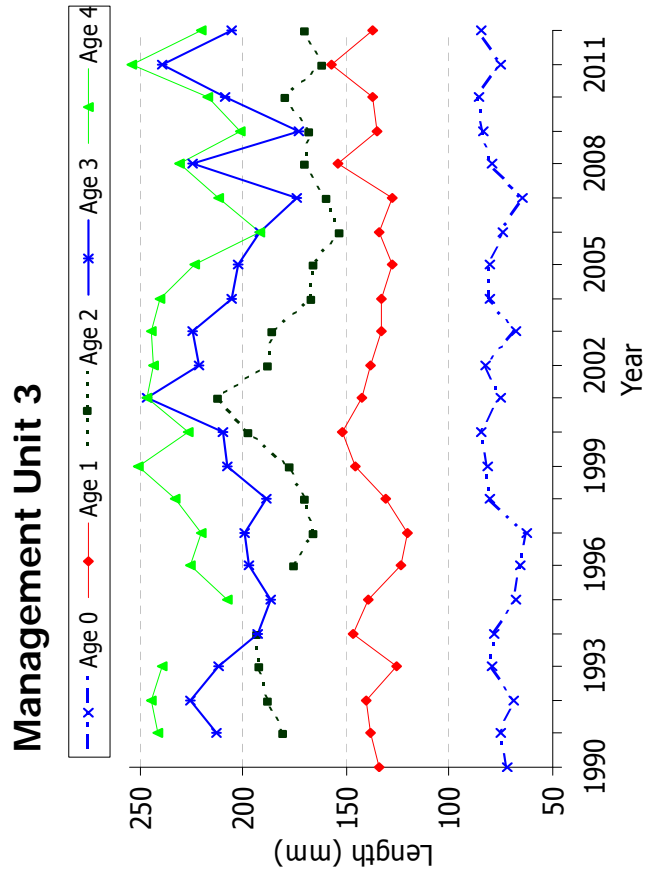 Management Unit 3
Age 0 Age 1 Age 2 Age 3 Age 4
Length (mm)
250
200
150
100
50
1990 1993 1996 1999 2002 2005 2008 2011
Year